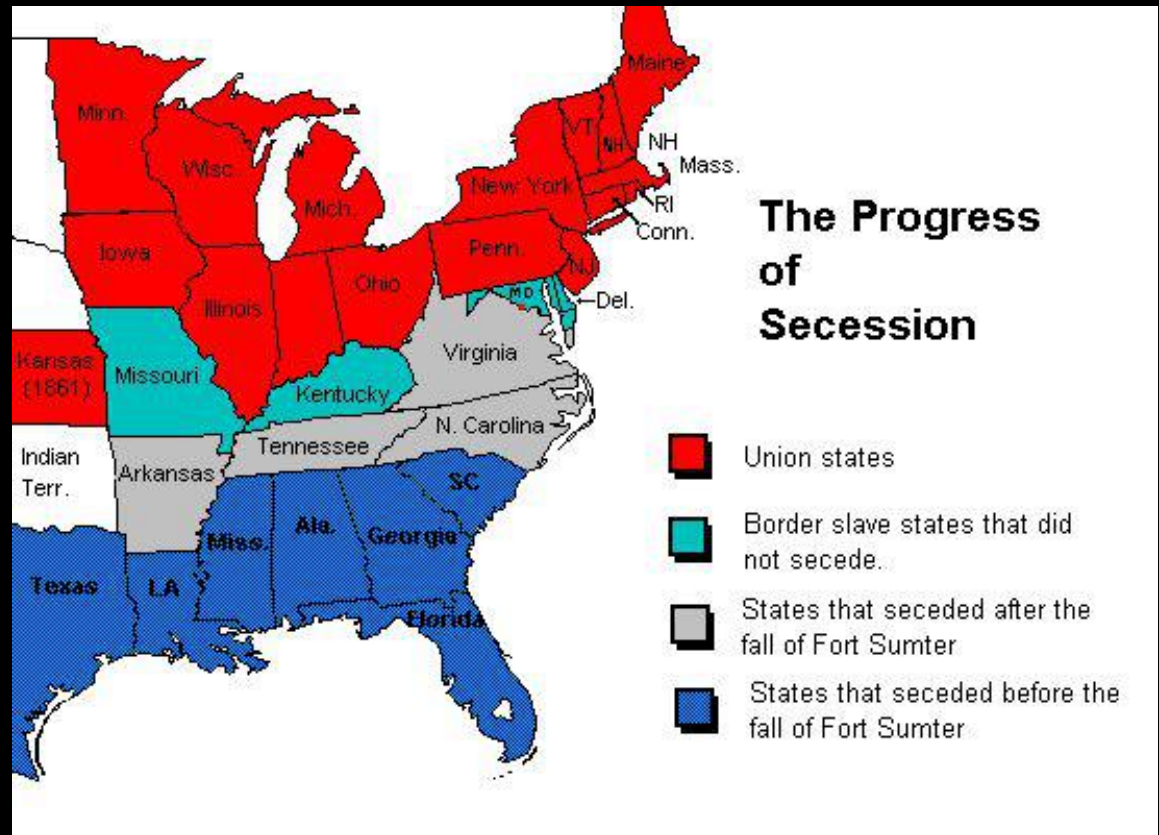 Maine
Minn.
VT
NH
NH
Wisc.
Mass.
New York
Mich.
RI
Conn.
Iowa
Penn.
NJ
Ohio
Illinois
MD
Del.
Virginia
Kansas
(1861)
Missouri
Kentucky
N. Carolina
Tennessee
Indian
Terr.
Arkansas
SC
Ala.
Miss.
Georgia
Texas
LA
Florida
The Progress
of
Secession
Union states
Border slave states that did
not secede.
States that seceded after the
fall of Fort Sumter
States that seceded before the
fall of Fort Sumter